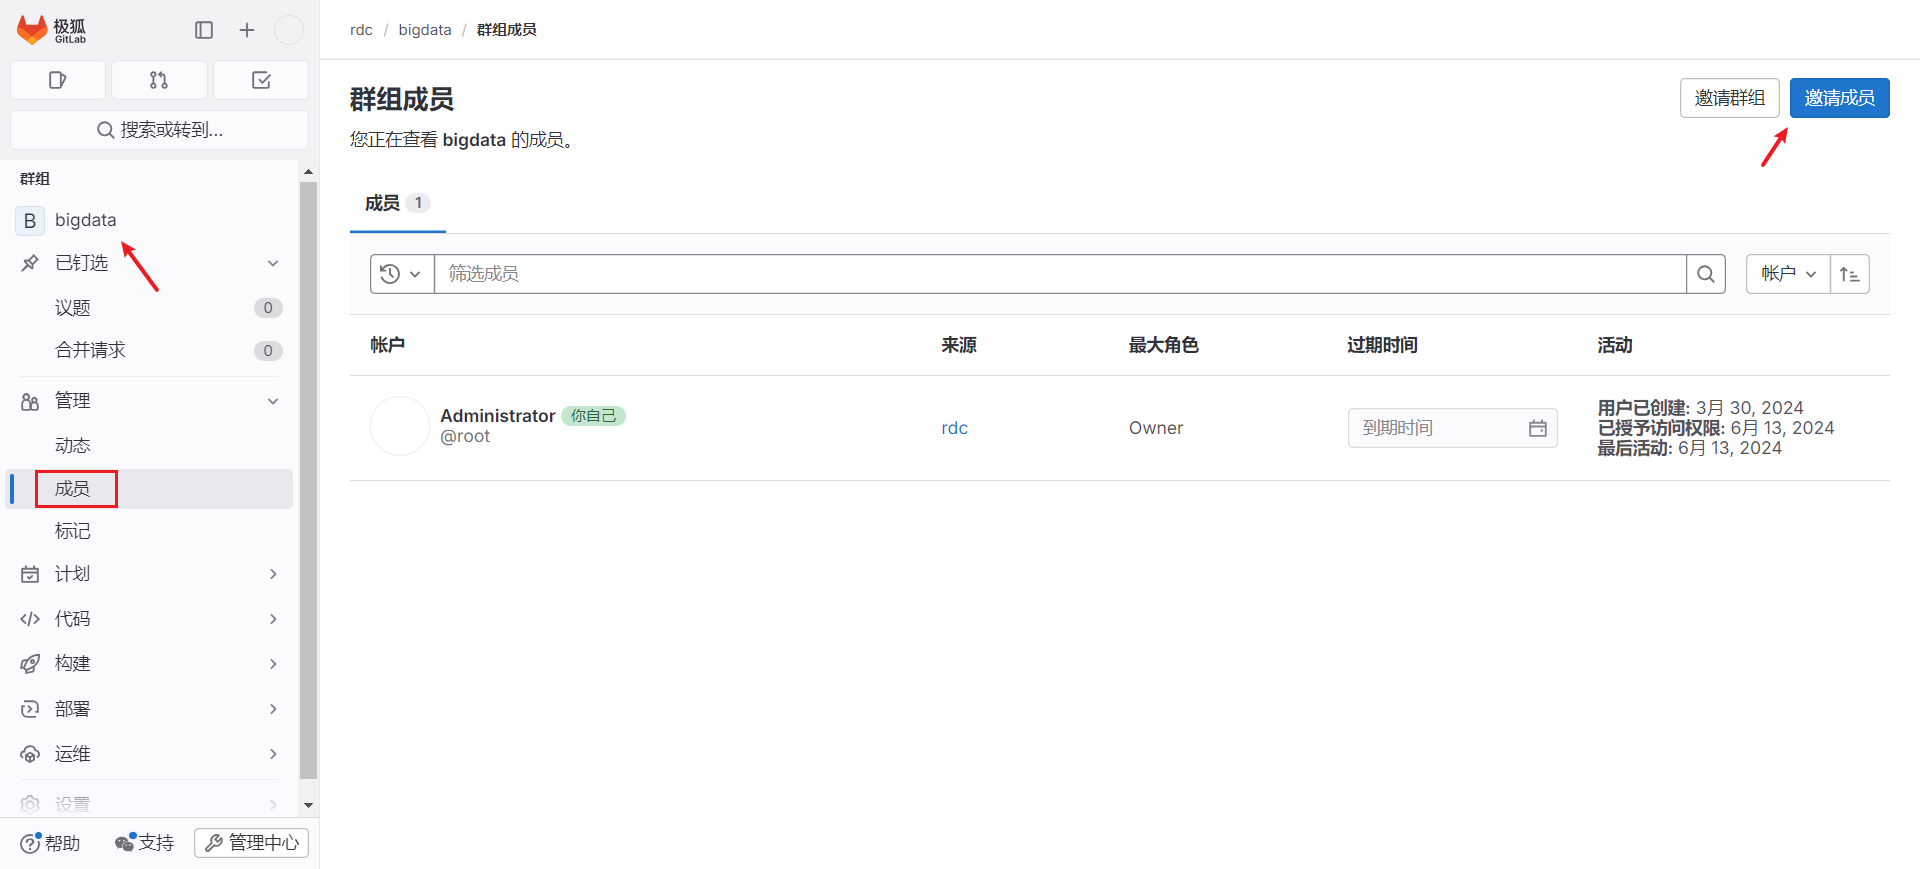 极狐
GitLab
搜索或转到...
群组
B bigdata
已钉选
议题 0
合并请求 0
管理
动态
成员
标记
计划
代码
构建
部署
运维
设置
帮助 支持 管理中心
rdc / bigdata / 群组成员
群组成员
邀请群组 邀请成员
您正在查看 bigdata 的成员。
成员 1
筛选成员 帐户
帐户 来源 最大角色 过期时间 活动
Administrator 你自己
@root
rdc
Owner
到期时间
用户已创建: 3月 30, 2024
已授予访问权限: 6月 13, 2024
最后活动: 6月 13, 2024